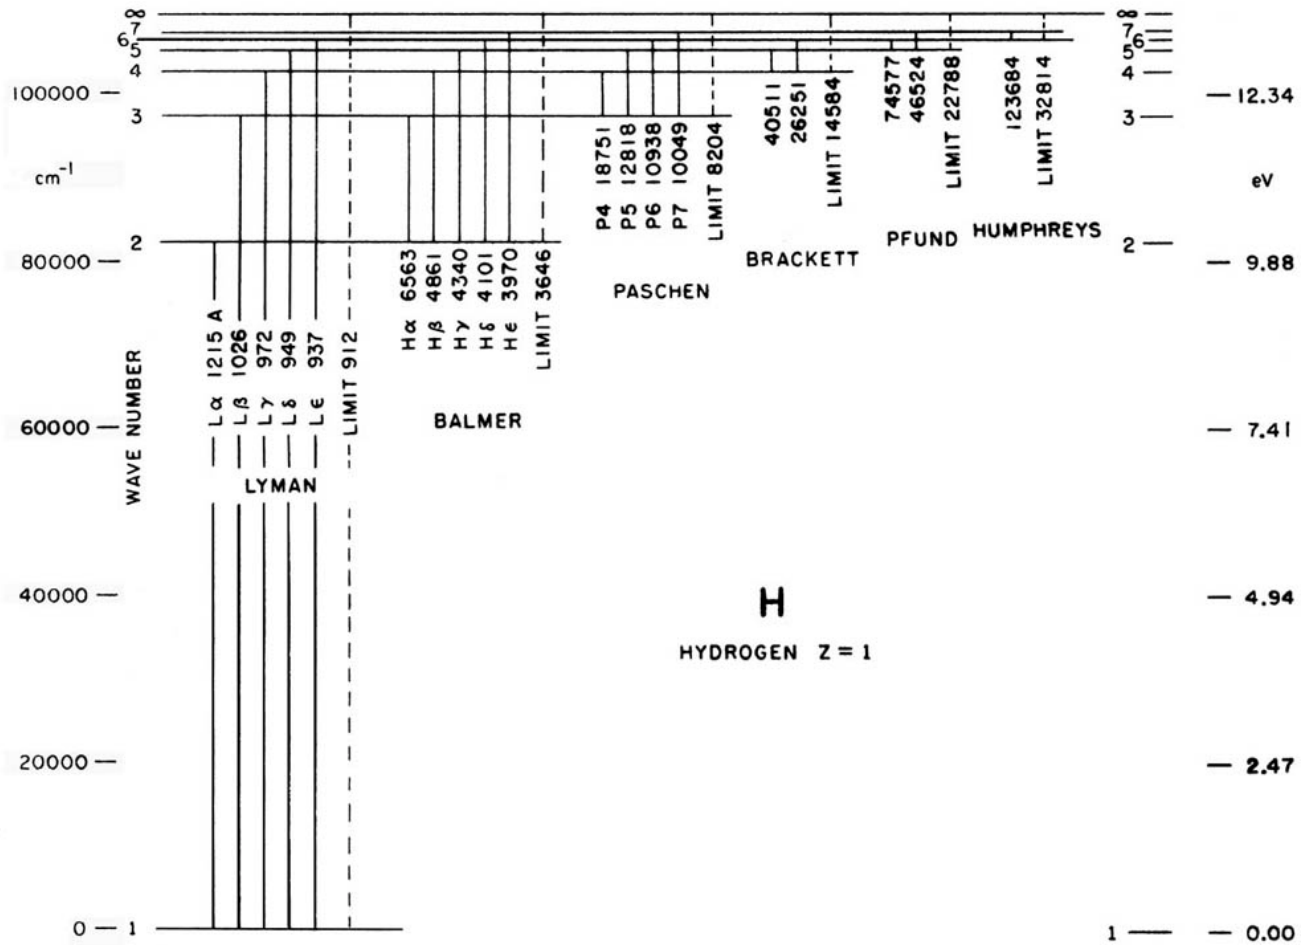 ∞ ∞
7 7
6 6
5 5
4 4
100000 12.34
3 3
cm⁻¹ eV
2 2
80000 9.88
WAVE NUMBER
Lα 1215 A
Lβ 1026
Lγ 972
Lδ 949
Lε 937
LIMIT 912
LYMAN
Hα 6563
Hβ 4861
Hγ 4340
Hδ 4101
Hε 3970
LIMIT 3646
BALMER
P4 18751
P5 12818
P6 10938
P7 10049
LIMIT 8204
PASCHEN
40511
26251
LIMIT 14584
BRACKETT
74577
46524
LIMIT 22788
PFUND
123684
LIMIT 32814
HUMPHREYS
60000 7.41
40000 4.94
H
HYDROGEN Z = 1
20000 2.47
0 1 1 0.00